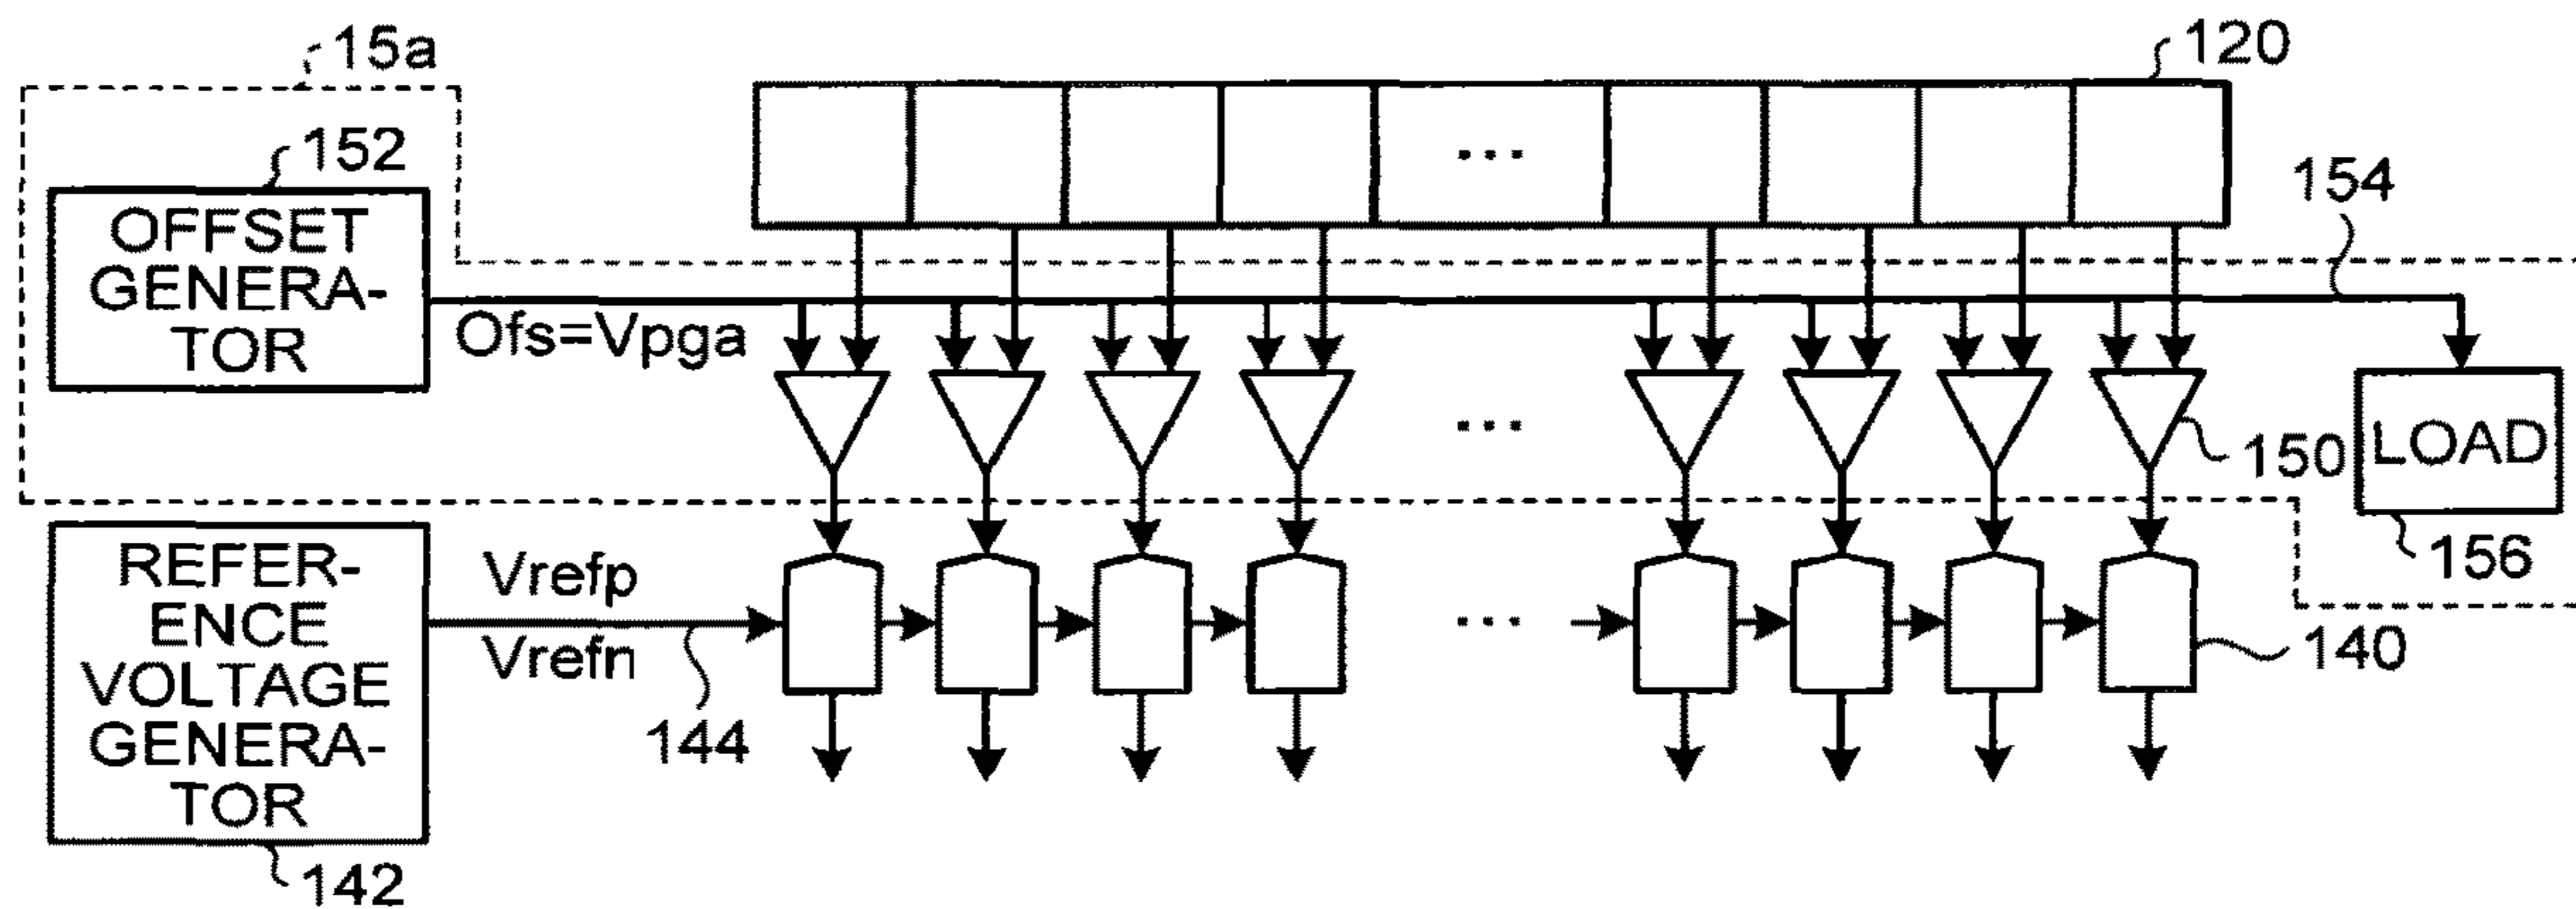 15a
120
152
OFFSET
GENERA-
TOR
154
Ofs=Vpga
...
...
150
LOAD
156
REFER-
ENCE
VOLTAGE
GENERA-
TOR
Vrefp
Vrefn
...
144
140
142